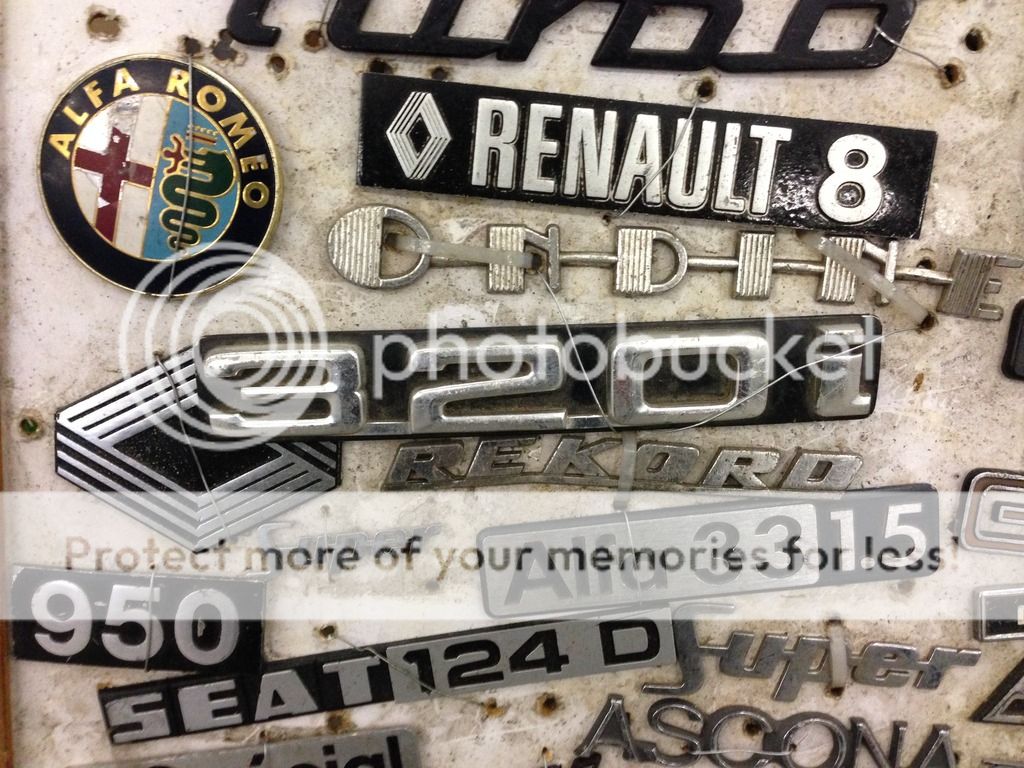 turbo
ALFA ROMEO
RENAULT 8
ONDINE
320i
photobucket
REKORD
Super
Protect more of your memories for less!
Alfa 33 1.5
950
SEAT 124 D
Super
ASCONA